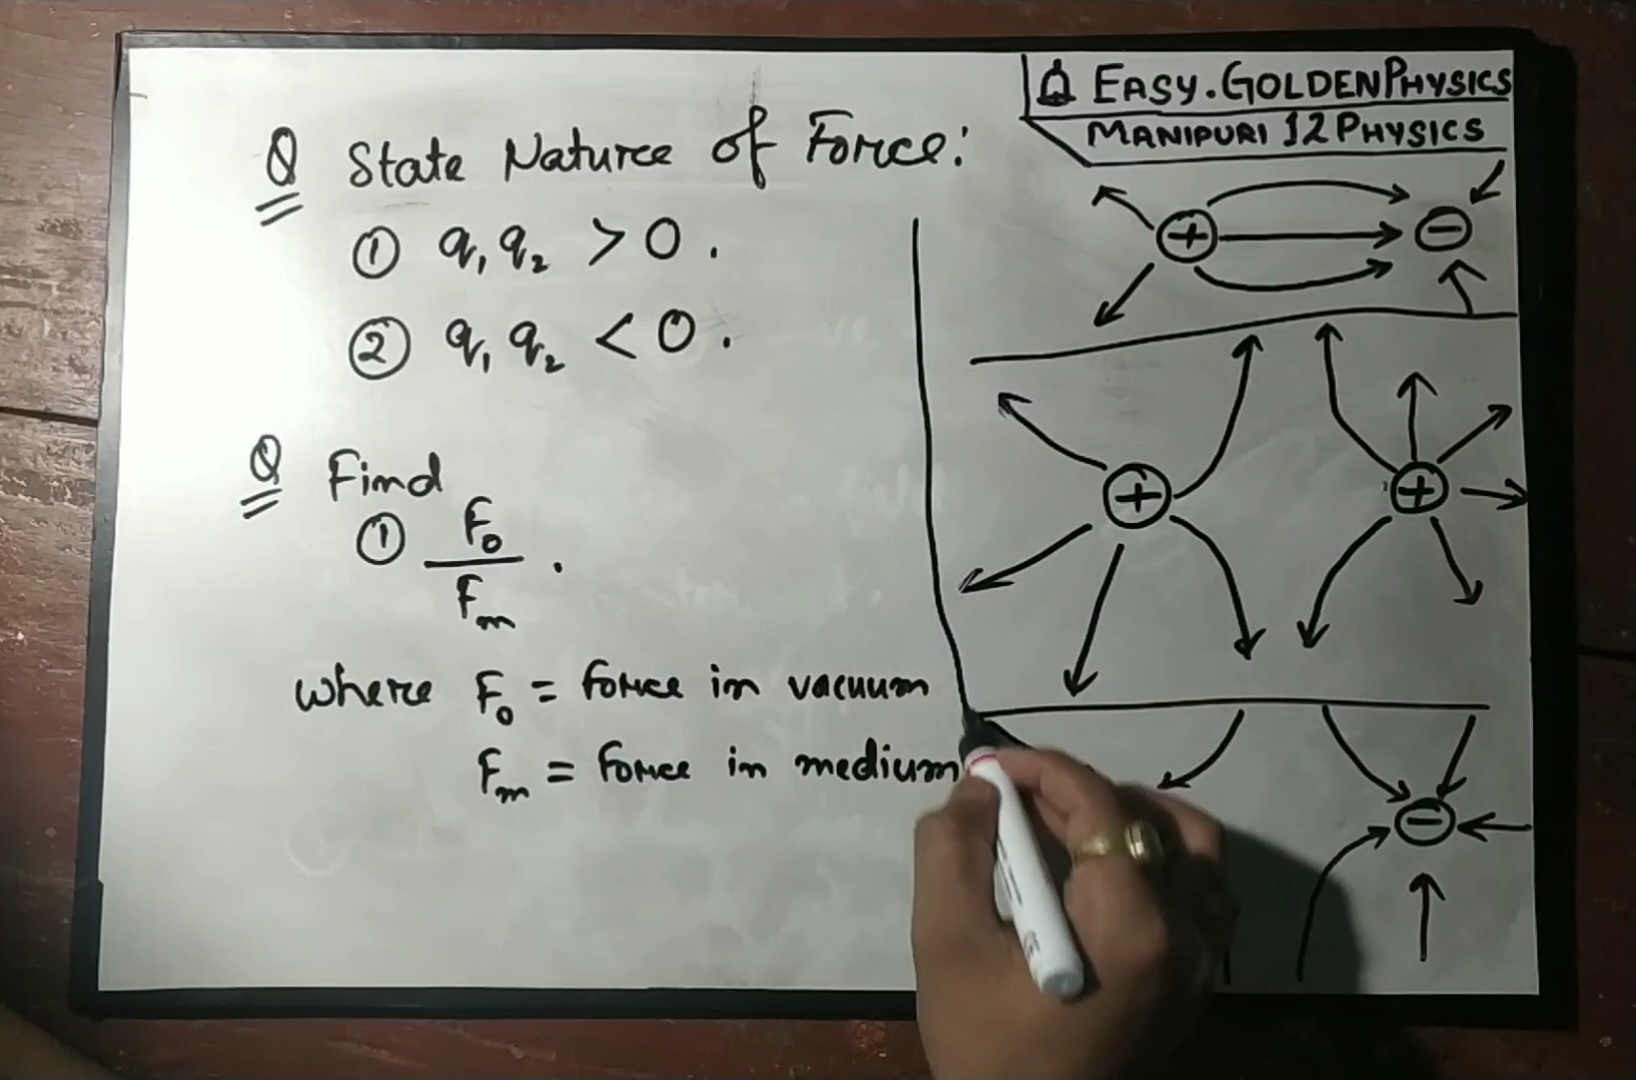 EASY.GOLDENPHYSICS
MANIPURI 12 PHYSICS
Q State Nature of Force:
① q₁ q₂ > 0 .
② q₁ q₂ < 0 .
Q Find
① F₀
Fm .
where F₀ = force in vacuum
Fm = force in medium
+ −
+ +
−